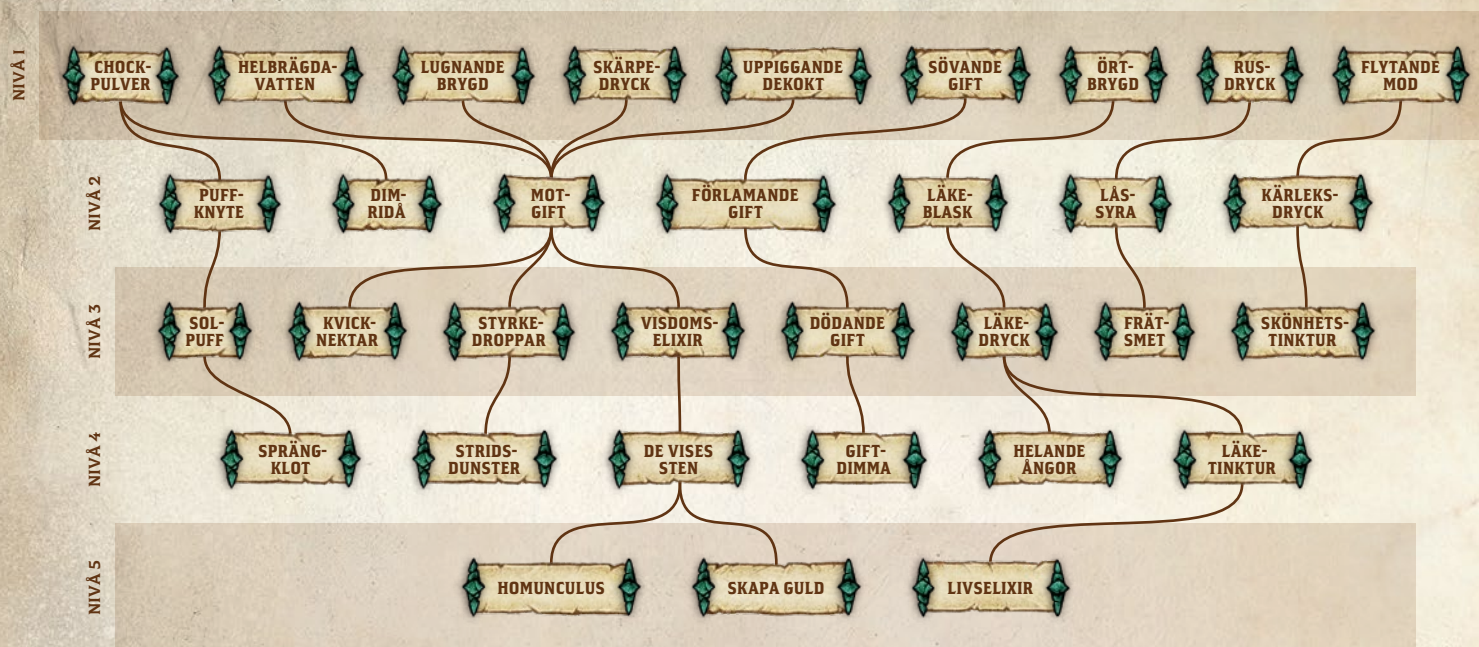 NIVÅ 1
CHOCK-
PULVER
HELBRÄGDA-
VATTEN
LUGNANDE
BRYGD
SKÄRPE-
DRYCK
UPPIGGANDE
DEKOKT
SÖVANDE
GIFT
ÖRT-
BRYGD
RUS-
DRYCK
FLYTANDE
MOD
NIVÅ 2
PUFF-
KNYTE
DIM-
RIDÅ
MOT-
GIFT
FÖRLAMANDE
GIFT
LÄKE-
BLASK
LÅS-
SYRA
KÄRLEKS-
DRYCK
NIVÅ 3
SOL-
PUFF
KVICK-
NEKTAR
STYRKE-
DROPPAR
VISDOMS-
ELIXIR
DÖDANDE
GIFT
LÄKE-
DRYCK
FRÄT-
SMET
SKÖNHETS-
TINKTUR
NIVÅ 4
SPRÄNG-
KLOT
STRIDS-
DUNSTER
DE VISES
STEN
GIFT-
DIMMA
HELANDE
ÅNGOR
LÄKE-
TINKTUR
NIVÅ 5
HOMUNCULUS
SKAPA GULD
LIVSELIXIR